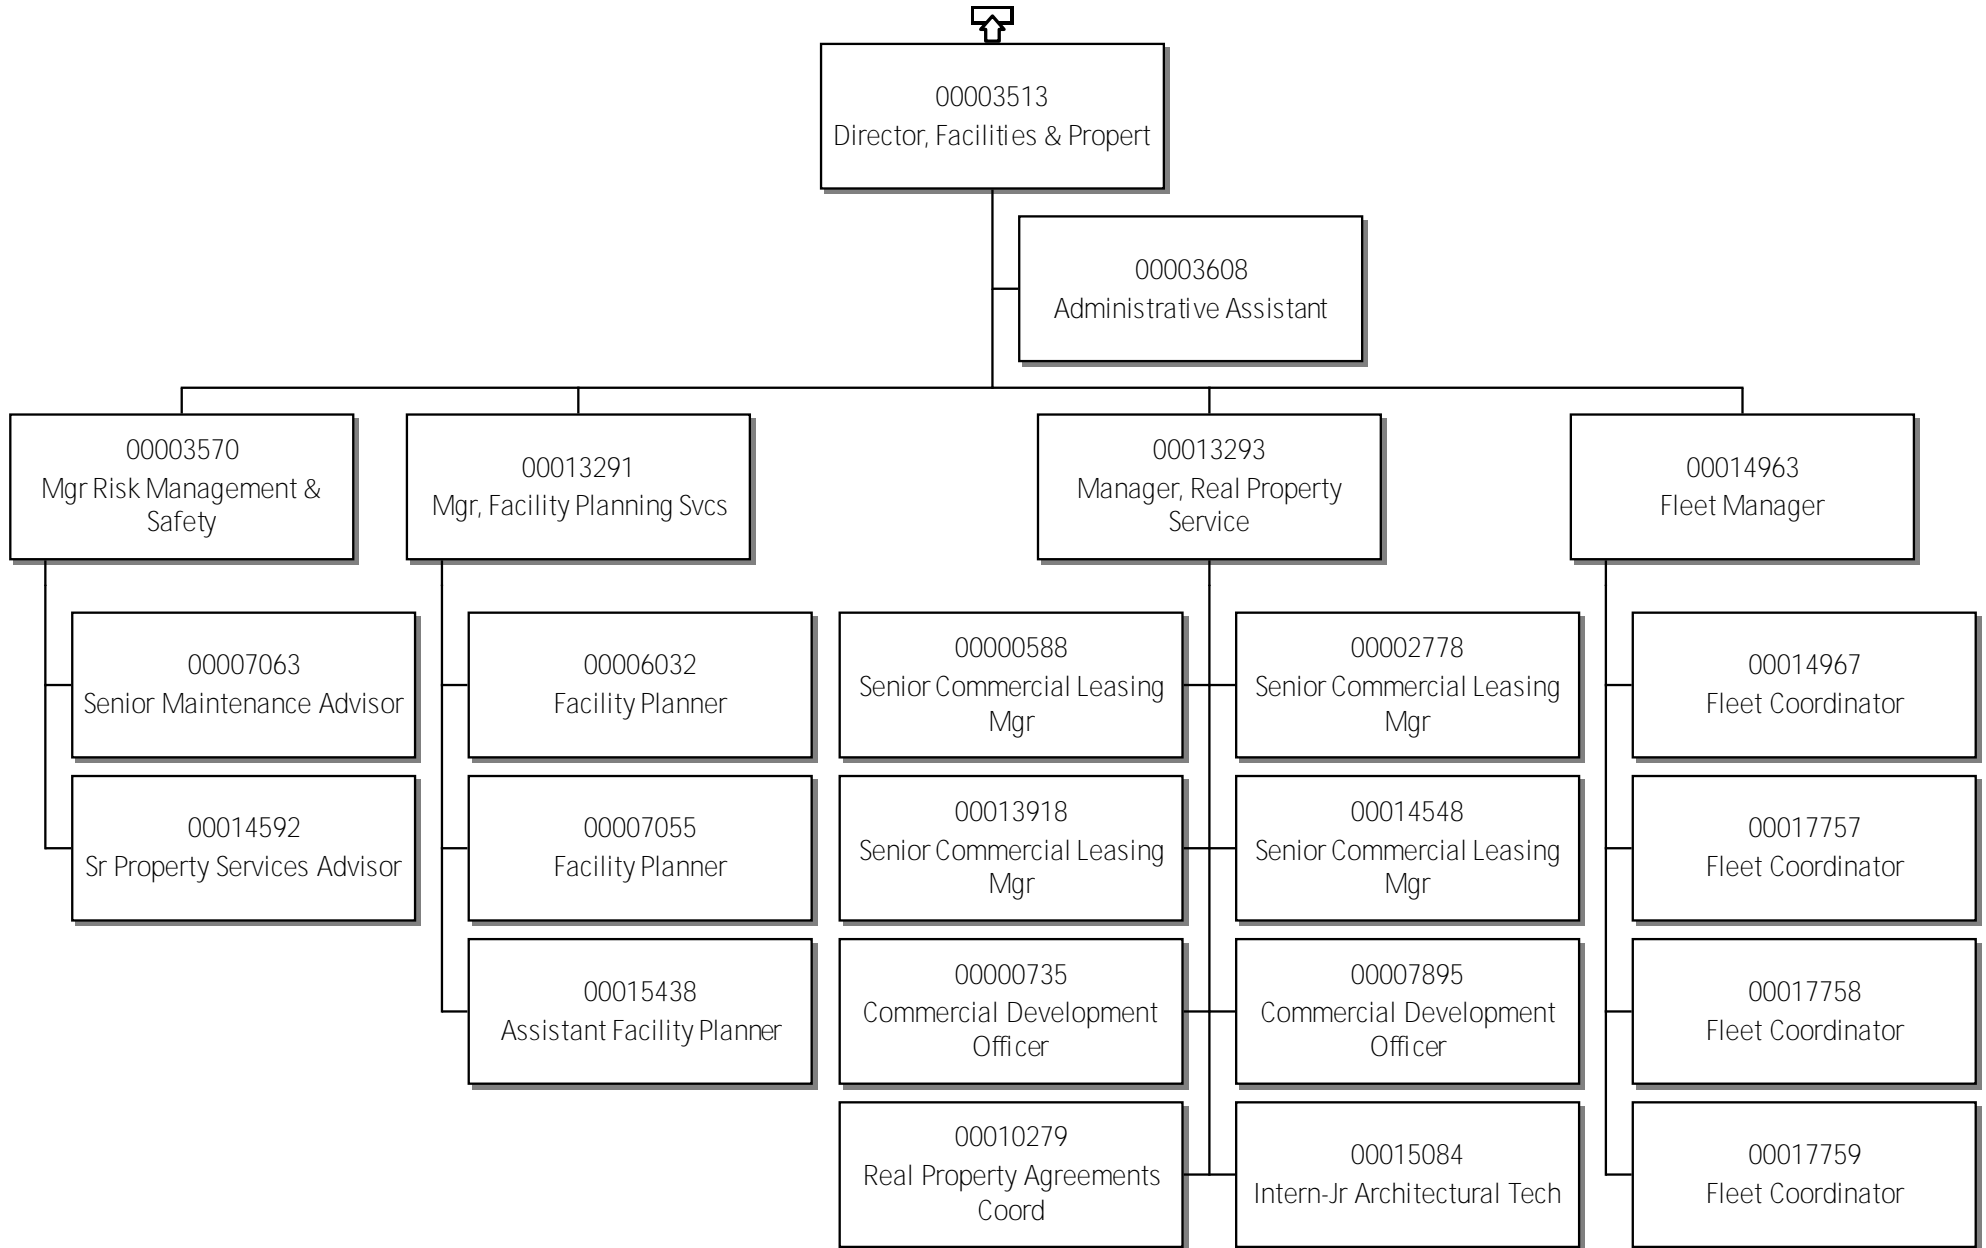 00003513
Director, Facilities & Propert
00003608
Administrative Assistant
00003570
Mgr Risk Management &
Safety
00013291
Mgr, Facility Planning Svcs
00013293
Manager, Real Property
Service
00014963
Fleet Manager
00007063
Senior Maintenance Advisor
00014592
Sr Property Services Advisor
00006032
Facility Planner
00007055
Facility Planner
00015438
Assistant Facility Planner
00000588
Senior Commercial Leasing
Mgr
00002778
Senior Commercial Leasing
Mgr
00013918
Senior Commercial Leasing
Mgr
00014548
Senior Commercial Leasing
Mgr
00000735
Commercial Development
Officer
00007895
Commercial Development
Officer
00010279
Real Property Agreements
Coord
00015084
Intern-Jr Architectural Tech
00014967
Fleet Coordinator
00017757
Fleet Coordinator
00017758
Fleet Coordinator
00017759
Fleet Coordinator